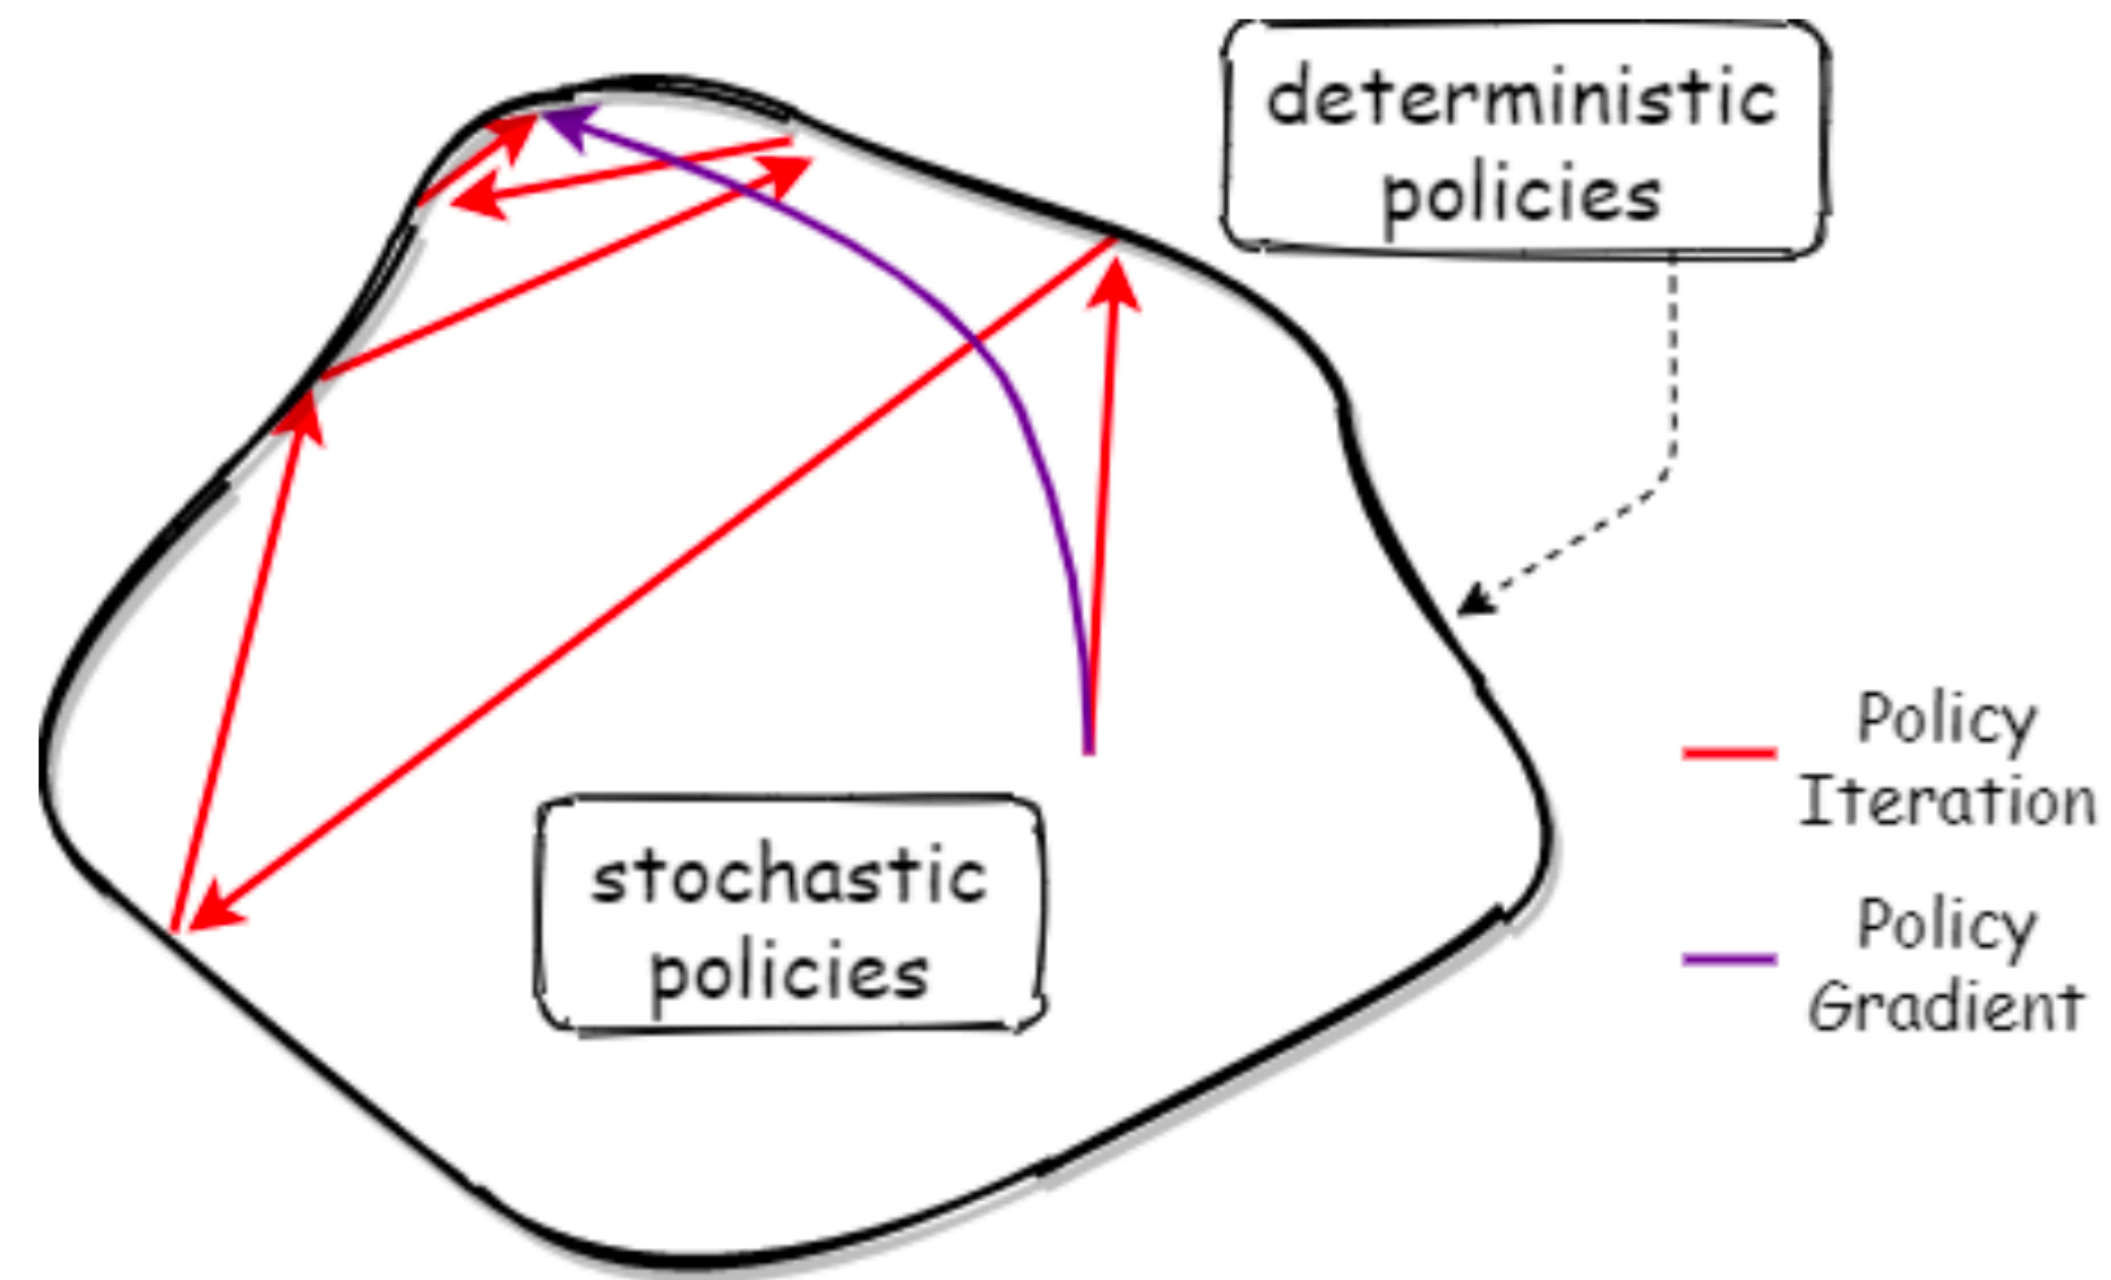 deterministic
policies
stochastic
policies
Policy
Iteration
Policy
Gradient